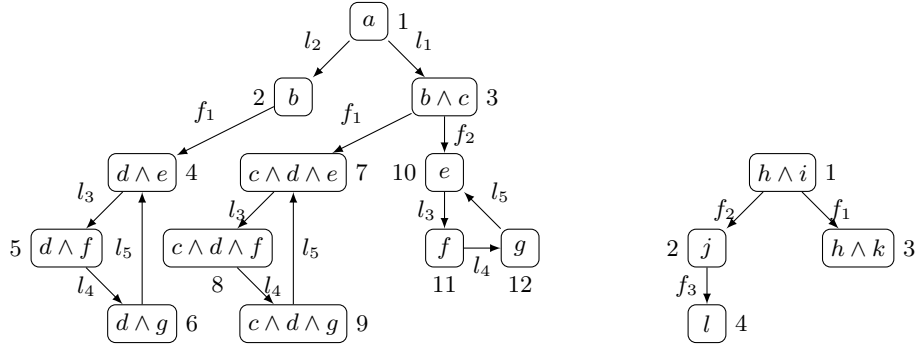 a 1
l₂ l₁
2 b b ∧ c 3
f₁ f₁ f₂
d ∧ e 4 c ∧ d ∧ e 7 10 e h ∧ i 1
l₃ l₃ l₃ l₅ f₂ f₁
5 d ∧ f l₅ c ∧ d ∧ f l₅ f g 2 j h ∧ k 3
l₄ 8 l₄ l₄ 11 12 f₃
d ∧ g 6 c ∧ d ∧ g 9 l 4